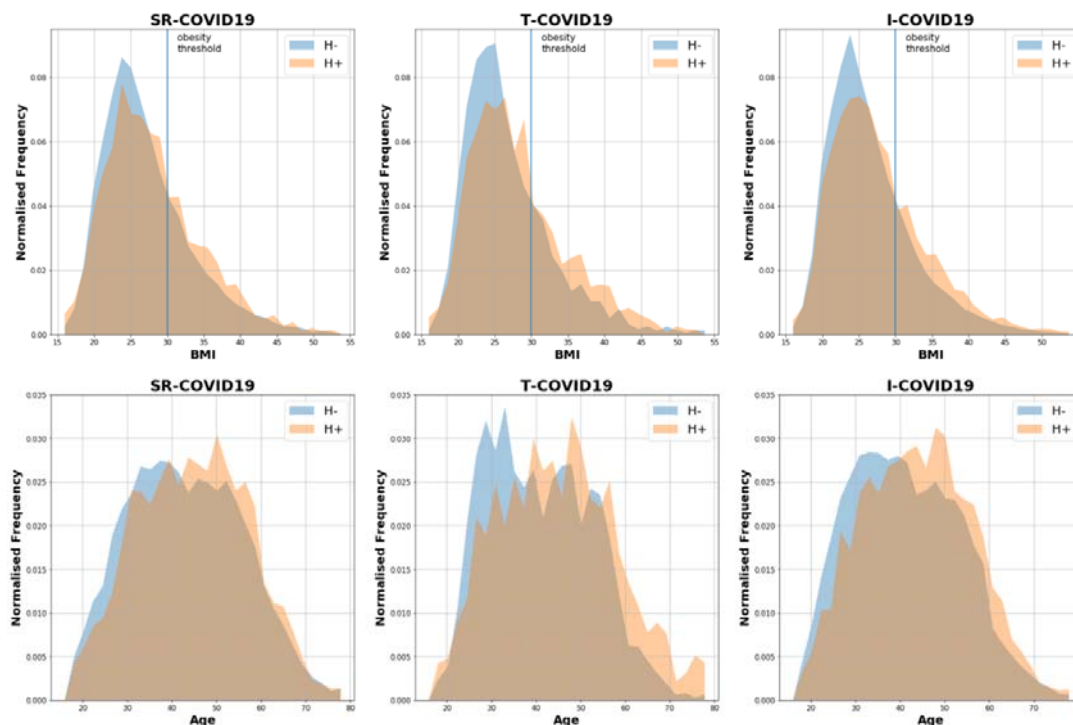 SR-COVID19
T-COVID19
I-COVID19
obesity
threshold
H-
H+
obesity
threshold
H-
H+
obesity
threshold
H-
H+
Normalised Frequency
0.08
0.06
0.04
0.02
0.00
Normalised Frequency
0.08
0.06
0.04
0.02
0.00
Normalised Frequency
0.08
0.06
0.04
0.02
0.00
15 20 25 30 35 40 45 50 55
15 20 25 30 35 40 45 50 55
15 20 25 30 35 40 45 50
BMI
BMI
BMI
SR-COVID19
T-COVID19
I-COVID19
H-
H+
H-
H+
H-
H+
Normalised Frequency
0.035
0.030
0.025
0.020
0.015
0.010
0.005
0.000
Normalised Frequency
0.035
0.030
0.025
0.020
0.015
0.010
0.005
0.000
Normalised Frequency
0.035
0.030
0.025
0.020
0.015
0.010
0.005
0.000
20 30 40 50 60 70 80
20 30 40 50 60 70 80
20 30 40 50 60 70
Age
Age
Age